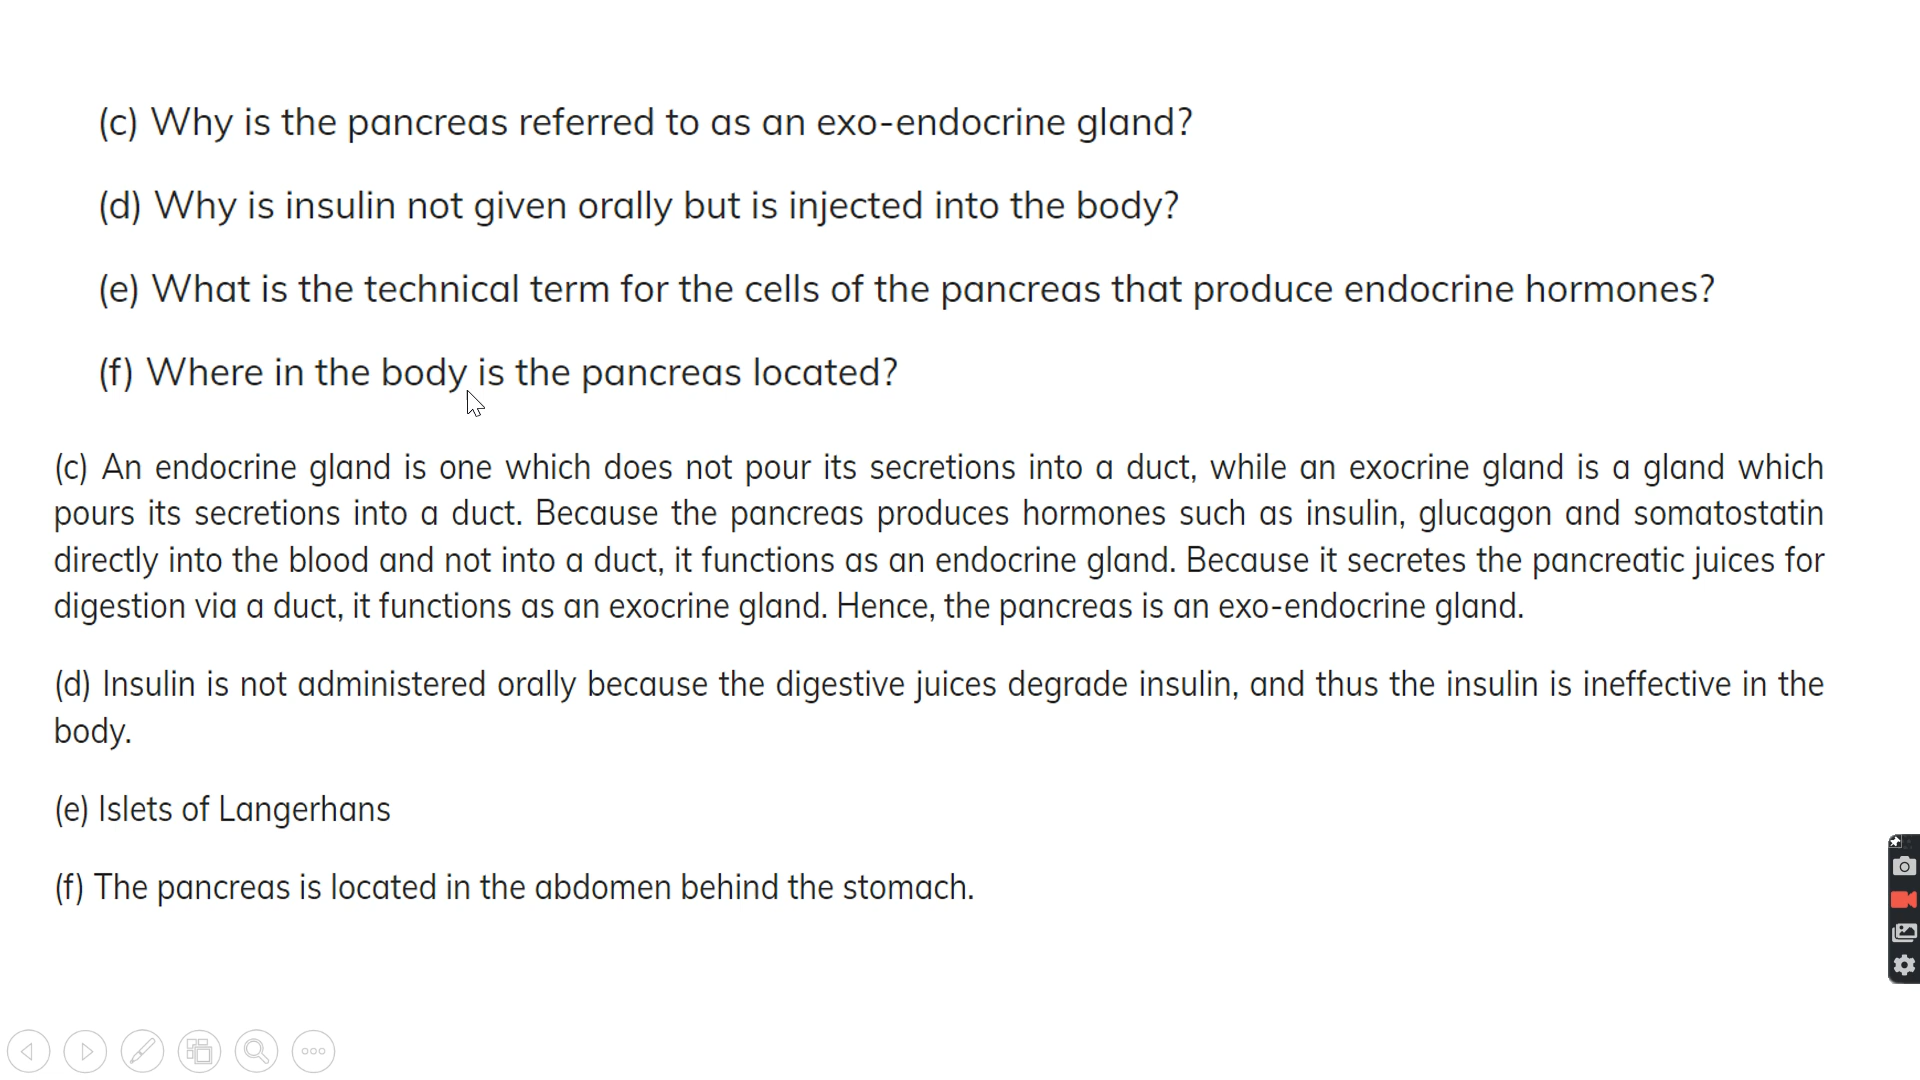 (c) Why is the pancreas referred to as an exo-endocrine gland?
(d) Why is insulin not given orally but is injected into the body?
(e) What is the technical term for the cells of the pancreas that produce endocrine hormones?
(f) Where in the body is the pancreas located?
(c) An endocrine gland is one which does not pour its secretions into a duct, while an exocrine gland is a gland which
pours its secretions into a duct. Because the pancreas produces hormones such as insulin, glucagon and somatostatin
directly into the blood and not into a duct, it functions as an endocrine gland. Because it secretes the pancreatic juices for
digestion via a duct, it functions as an exocrine gland. Hence, the pancreas is an exo-endocrine gland.
(d) Insulin is not administered orally because the digestive juices degrade insulin, and thus the insulin is ineffective in the
body.
(e) Islets of Langerhans
(f) The pancreas is located in the abdomen behind the stomach.